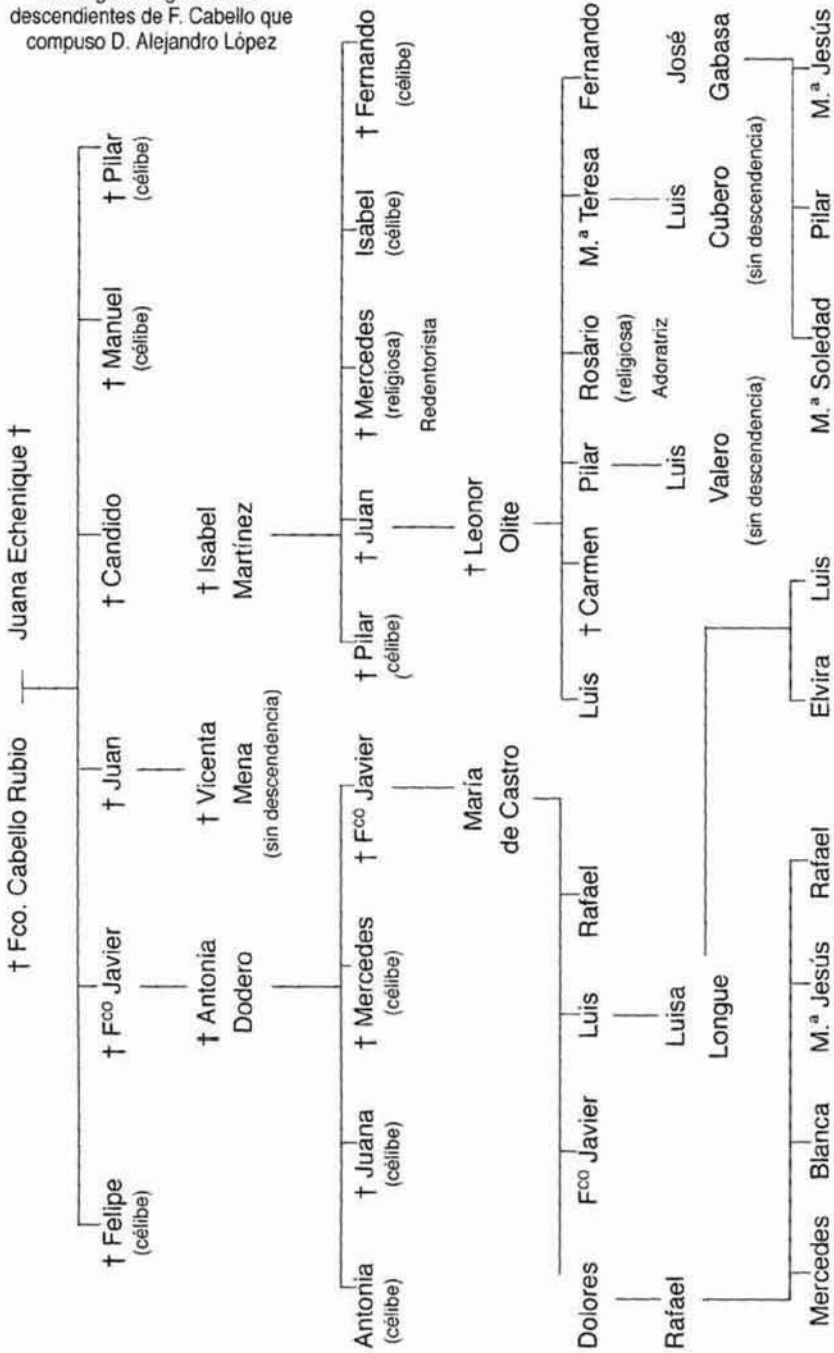 descendientes de F. Cabello que
compuso D. Alejandro López
† Fco. Cabello Rubio Juana Echenique †
† Felipe † Fco Javier † Juan † Candido † Manuel † Pilar
(célibe) (célibe) (célibe)
† Antonia † Vicenta † Isabel
Dodero Mena Martínez
(sin descendencia)
Antonia † Juana † Mercedes † Fco Javier † Pilar † Juan † Mercedes Isabel † Fernando
(célibe) (célibe) (célibe) (célibe) (religiosa) (célibe) (célibe)
Redentorista
María † Leonor
de Castro Olite
Dolores Fco Javier Luis Rafael Luis † Carmen Pilar Rosario M.ª Teresa Fernando
(religiosa)
Adoratriz
Rafael Luisa Luis Luis José
Longue Valero Cubero Gabasa
(sin descendencia) (sin descendencia)
Mercedes Blanca M.ª Jesús Rafael Elvira Luis M.ª Soledad Pilar M.ª Jesús